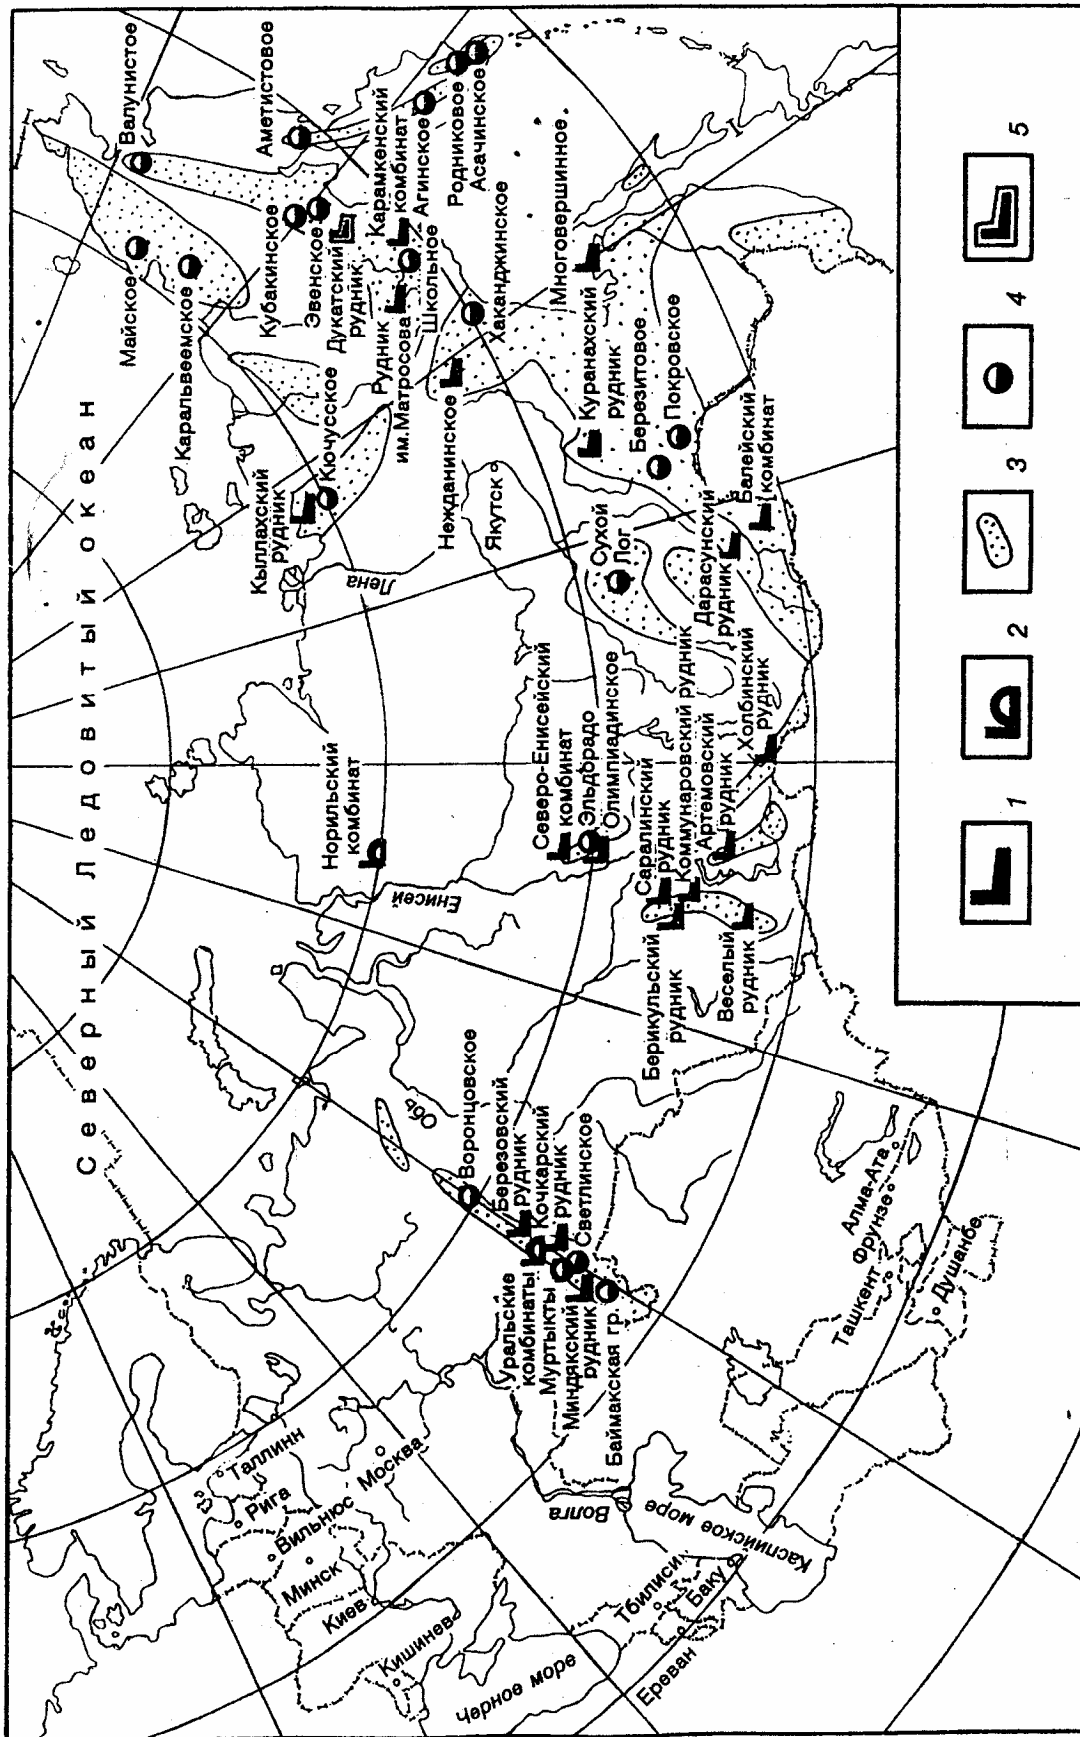 Северный Ледовитый океан
Валунистое
Аметистовое
Майское
Каральвеемское
Кубакинское
Эвенское
Дукатский
рудник
Карамкенский
комбинат
Агинское
Родниковое
Асачинское
Рудник
им.Матросова
Школьное
Хаканджинское
Многовершинное
Кыллахский
рудник
Кючусское
Нежданинское
Якутск
Лена
Куранахский
рудник
Березитовое
Покровское
Сухой
Лог
Дарасунский
рудник
Балейский
комбинат
Норильский
комбинат
Енисей
Северо-Енисейский
комбинат
Эльдорадо
Олимпиадинское
Саралинский
рудник
Коммунаровский рудник
Артемовский
рудник
Холбинский
рудник
Берикульский
рудник
Веселый
рудник
Обь
Воронцовское
Березовский
рудник
Кочкарский
рудник
Светлинское
Уральские
комбинаты
Муртыкты
Миндякский
рудник
Баймакская гр.
Таллинн
Рига
Вильнюс
Минск
Москва
Киев
Кишинев
Черное море
Волга
Каспийское море
Тбилиси
Баку
Ереван
Алма-Ата
Фрунзе
Ташкент
Душанбе
1
2
3
4
5